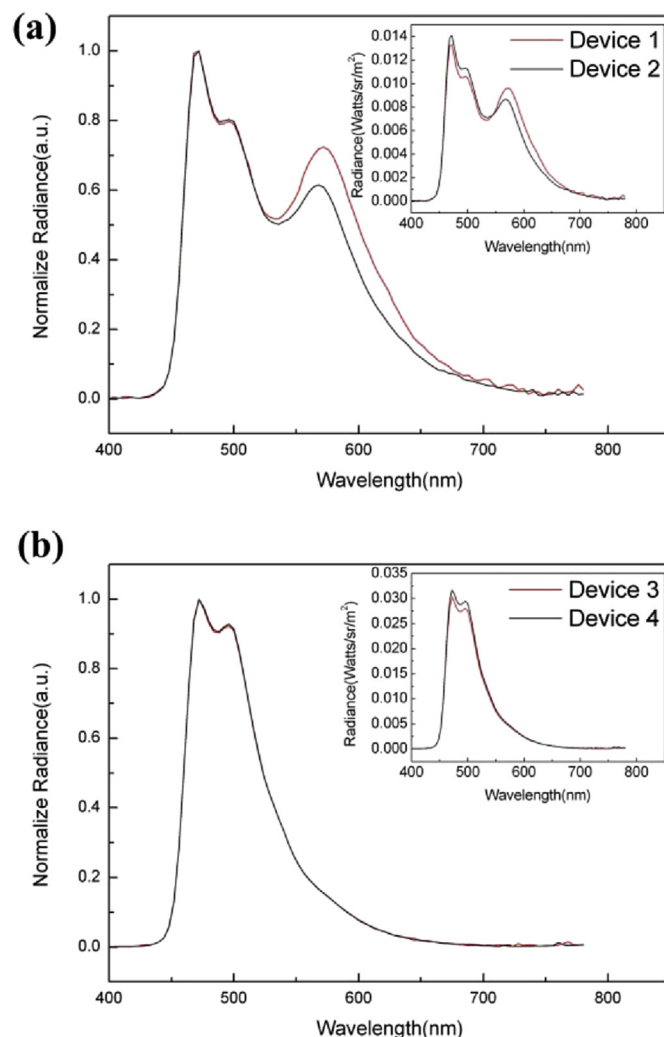 (a)
Normalize Radiance(a.u.)
1.0
0.8
0.6
0.4
0.2
0.0
400 500 600 700 800
Wavelength(nm)
Radiance(Watts/sr/m²)
0.014
0.012
0.010
0.008
0.006
0.004
0.002
0.000
400 500 600 700 800
Wavelength(nm)
Device 1
Device 2
(b)
Normalize Radiance(a.u.)
1.0
0.8
0.6
0.4
0.2
0.0
400 500 600 700 800
Wavelength(nm)
Radiance(Watts/sr/m²)
0.035
0.030
0.025
0.020
0.015
0.010
0.005
0.000
400 500 600 700 800
Wavelength(nm)
Device 3
Device 4